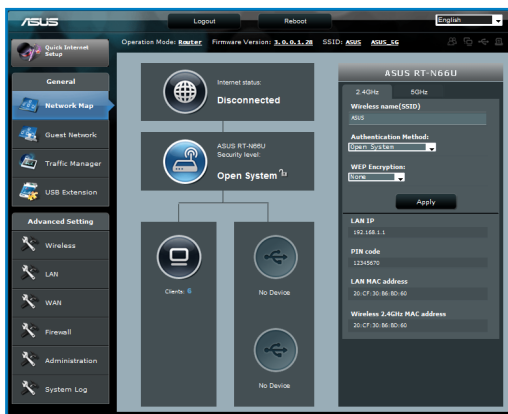 ASUS
Logout
Reboot
English
Quick Internet
Setup
Operation Mode: Router Firmware Version: 3.0.0.1.28 SSID: ASUS ASUS_5G
General
Network Map
Guest Network
Traffic Manager
USB Extension
Advanced Setting
Wireless
LAN
WAN
Firewall
Administration
System Log
Internet status:
Disconnected
ASUS RT-N66U
Security level:
Open System
Clients: 6
No Device
No Device
ASUS RT-N66U
2.4GHz 5GHz
Wireless name(SSID)
ASUS
Authentication Method:
Open System
WEP Encryption:
None
Apply
LAN IP
192.168.1.1
PIN code
12345670
LAN MAC address
20:CF:30:B6:BD:60
Wireless 2.4GHz MAC address
20:CF:30:B6:BD:60